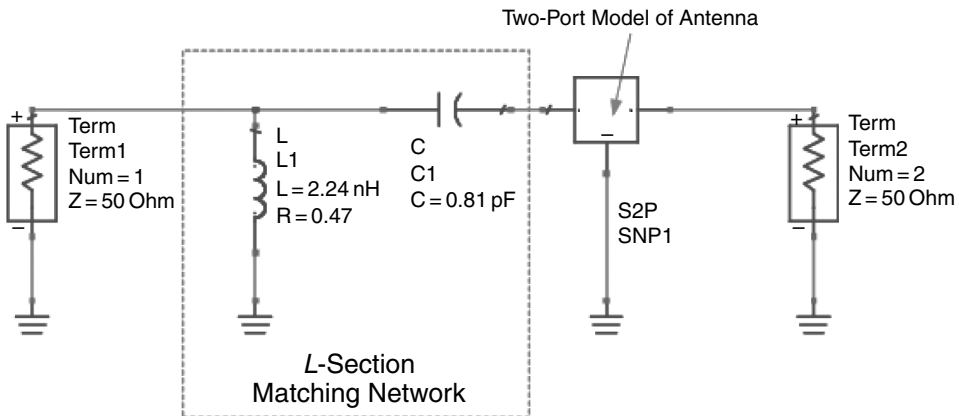 Two-Port Model of Antenna
+
Term
Term1
Num = 1
Z = 50 Ohm
−
L
L1
L = 2.24 nH
R = 0.47
C
C1
C = 0.81 pF
−
S2P
SNP1
+
Term
Term2
Num = 2
Z = 50 Ohm
−
L-Section
Matching Network